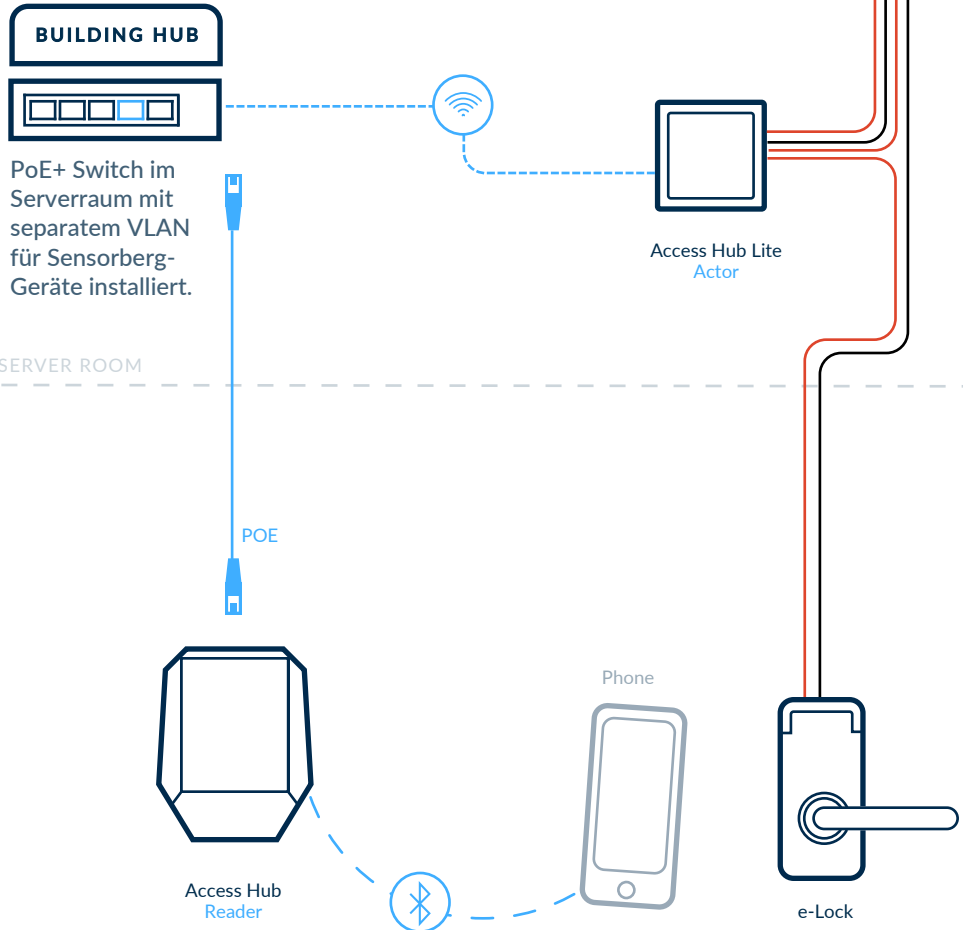 BUILDING HUB
PoE+ Switch im
Serverraum mit
separatem VLAN
für Sensorberg-
Geräte installiert.
Access Hub Lite
Actor
SERVER ROOM
POE
Phone
Access Hub
Reader
e-Lock